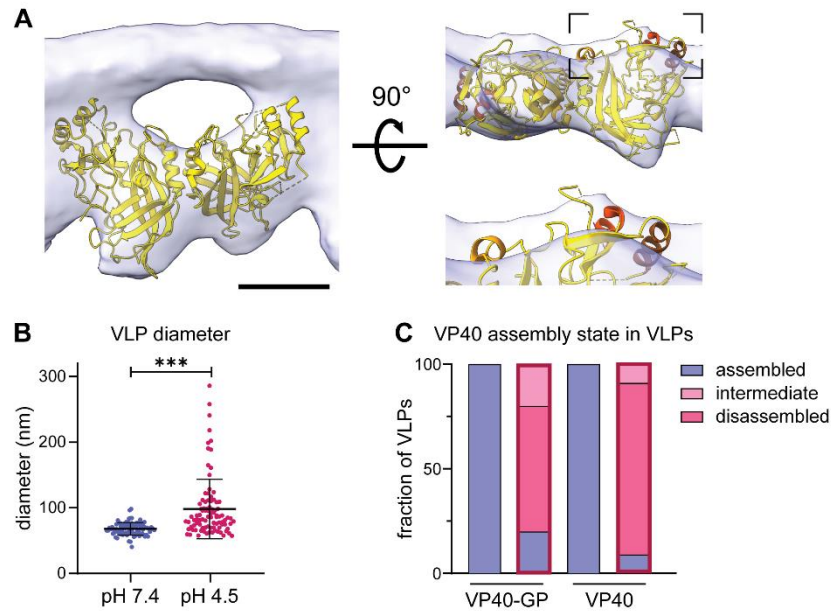 A
90°
B
VLP diameter
***
300
200
100
0
diameter (nm)
pH 7.4
pH 4.5
C
VP40 assembly state in VLPs
100
50
0
fraction of VLPs
VP40-GP
VP40
assembled
intermediate
disassembled